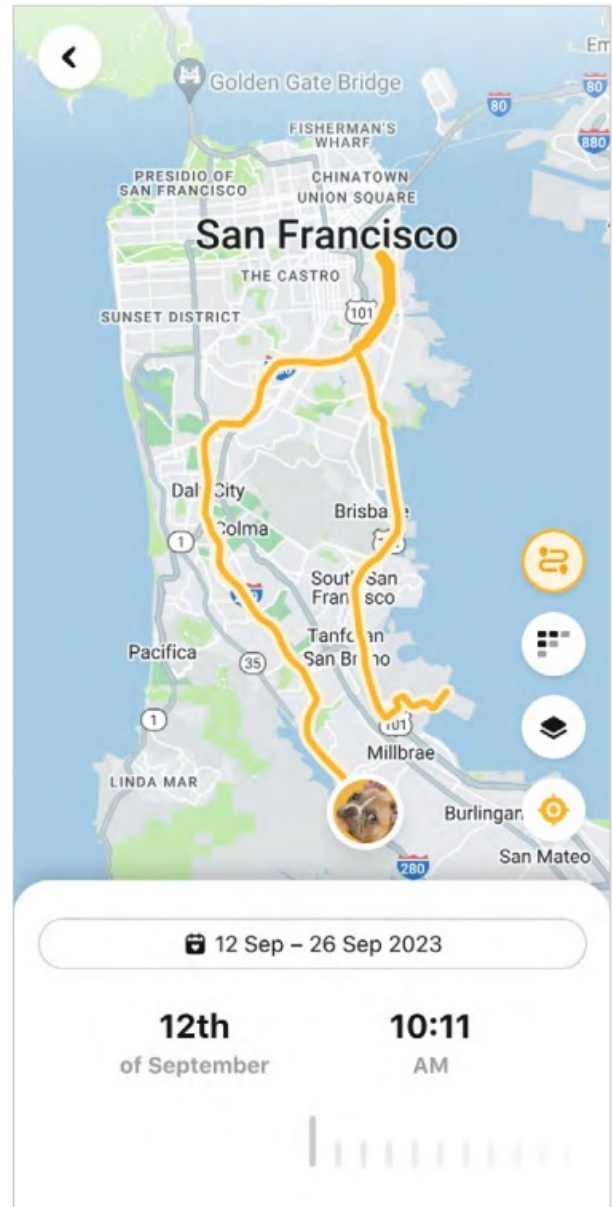 Em
Golden Gate Bridge
80
80
FISHERMAN'S
WHARF
880
PRESIDIO OF
SAN FRANCISCO
CHINATOWN
UNION SQUARE
San Francisco
THE CASTRO
101
SUNSET DISTRICT
Daly City
Brisbane
1
Colma
South San
Francisco
Tanforan
San Bruno
Pacifica
35
1
101
Millbrae
LINDA MAR
Burlingam
280
San Mateo
12 Sep – 26 Sep 2023
12th
10:11
of September
AM